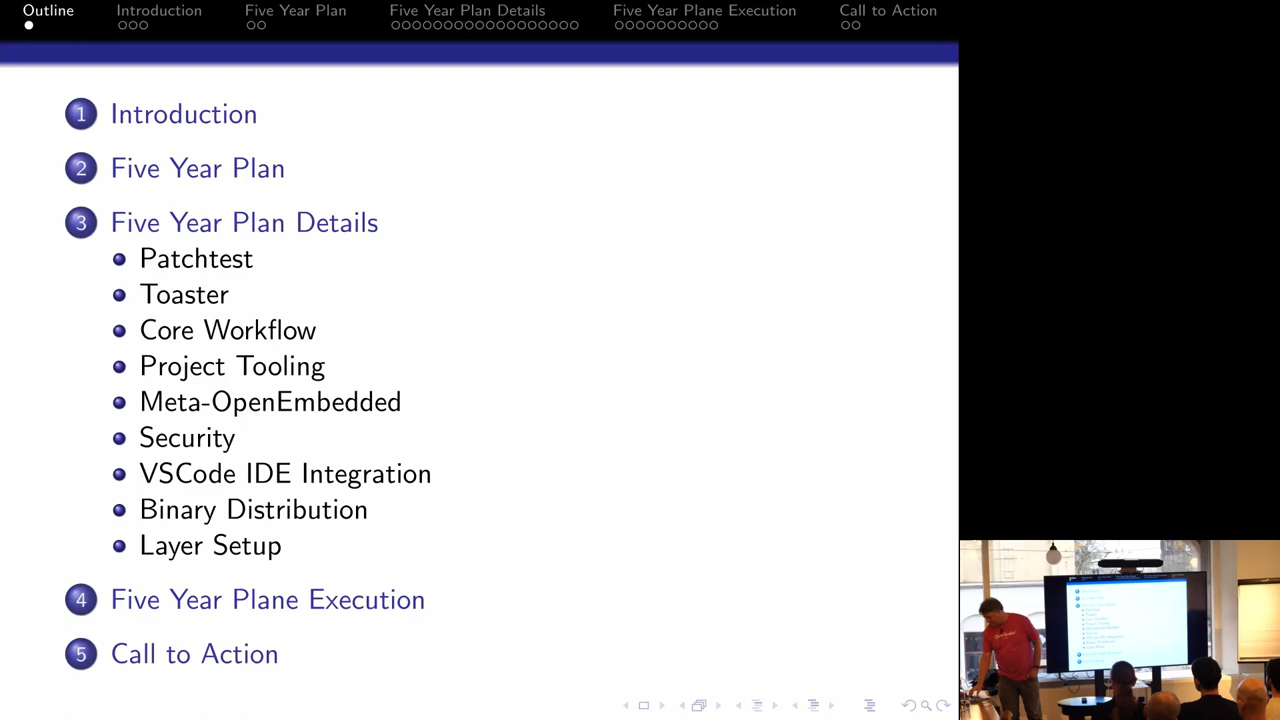 Outline
Introduction
Five Year Plan
Five Year Plan Details
Five Year Plane Execution
Call to Action
1 Introduction
2 Five Year Plan
3 Five Year Plan Details
Patchtest
Toaster
Core Workflow
Project Tooling
Meta-OpenEmbedded
Security
VSCode IDE Integration
Binary Distribution
Layer Setup
4 Five Year Plane Execution
5 Call to Action